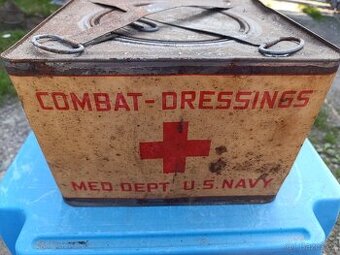 COMBAT-DRESSINGS
MED. DEPT. U.S. NAVY